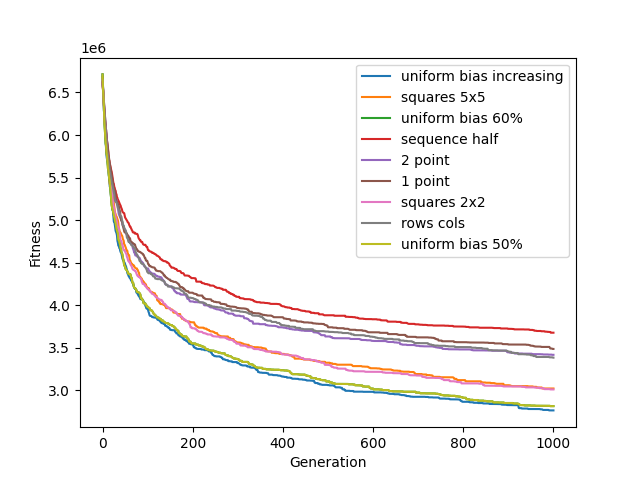 1e6
6.5
6.0
5.5
5.0
4.5
4.0
3.5
3.0
Fitness
0 200 400 600 800 1000
Generation
uniform bias increasing
squares 5x5
uniform bias 60%
sequence half
2 point
1 point
squares 2x2
rows cols
uniform bias 50%